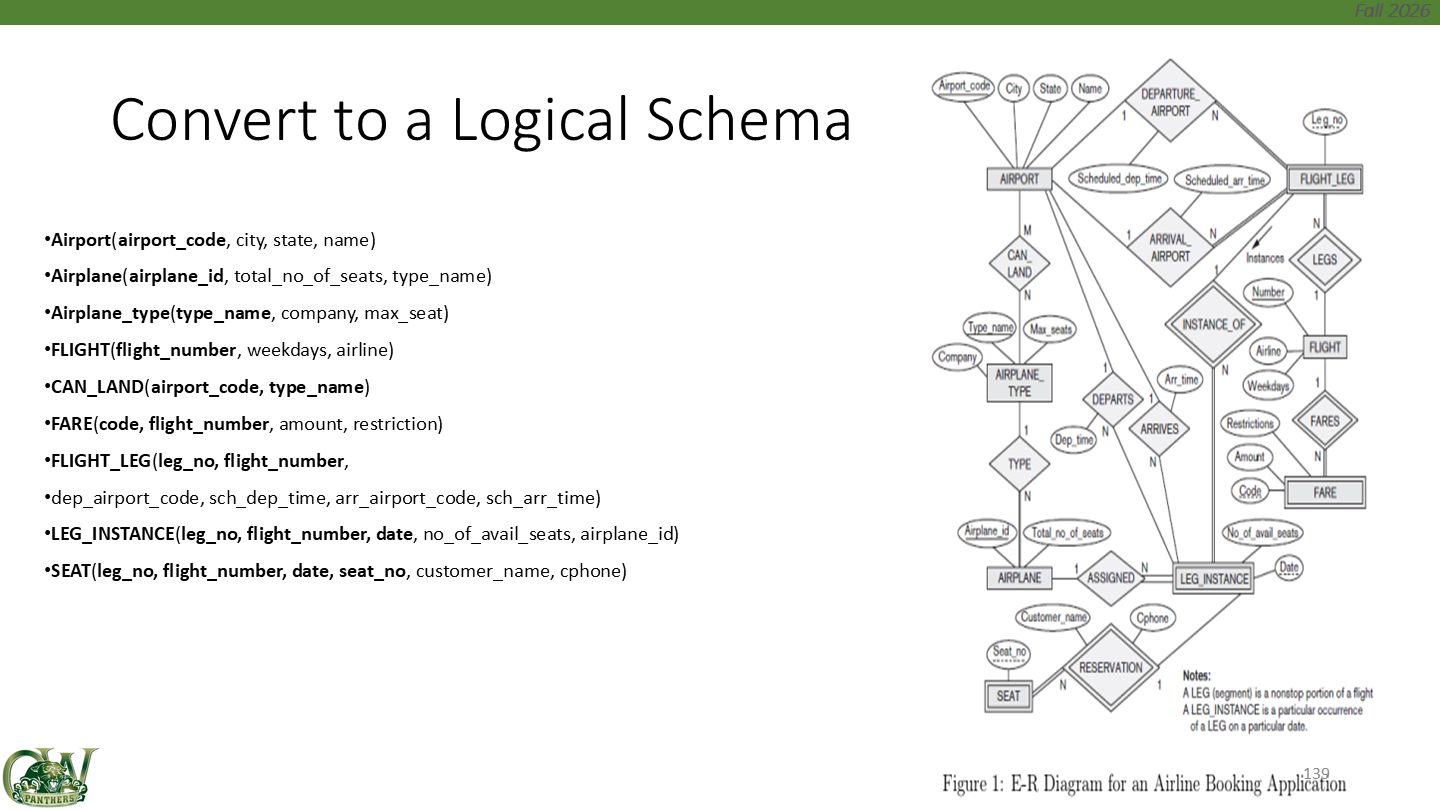 Fall 2026
Convert to a Logical Schema
•Airport(airport_code, city, state, name)
•Airplane(airplane_id, total_no_of_seats, type_name)
•Airplane_type(type_name, company, max_seat)
•FLIGHT(flight_number, weekdays, airline)
•CAN_LAND(airport_code, type_name)
•FARE(code, flight_number, amount, restriction)
•FLIGHT_LEG(leg_no, flight_number,
•dep_airport_code, sch_dep_time, arr_airport_code, sch_arr_time)
•LEG_INSTANCE(leg_no, flight_number, date, no_of_avail_seats, airplane_id)
•SEAT(leg_no, flight_number, date, seat_no, customer_name, cphone)
Airport_code
City
State
Name
DEPARTURE_
AIRPORT
1
N
Leg_no
AIRPORT
Scheduled_dep_time
Scheduled_arr_time
FLIGHT_LEG
M
1
ARRIVAL_
AIRPORT
N
N
CAN_
LAND
Instances
LEGS
1
N
Number
1
Type_name
Max_seats
INSTANCE_OF
FLIGHT
Company
Airline
AIRPLANE_
TYPE
1
Arr_time
N
Weekdays
1
DEPARTS
1
Restrictions
FARES
1
Dep_time
N
ARRIVES
TYPE
N
Amount
N
N
Code
FARE
Airplane_id
Total_no_of_seats
No_of_avail_seats
AIRPLANE
1
ASSIGNED
N
LEG_INSTANCE
Date
Customer_name
Cphone
Seat_no
RESERVATION
SEAT
N
1
Notes:
A LEG (segment) is a nonstop portion of a flight
A LEG_INSTANCE is a particular occurrence
of a LEG on a particular date.
139
Figure 1: E-R Diagram for an Airline Booking Application
OW
PANTHERS